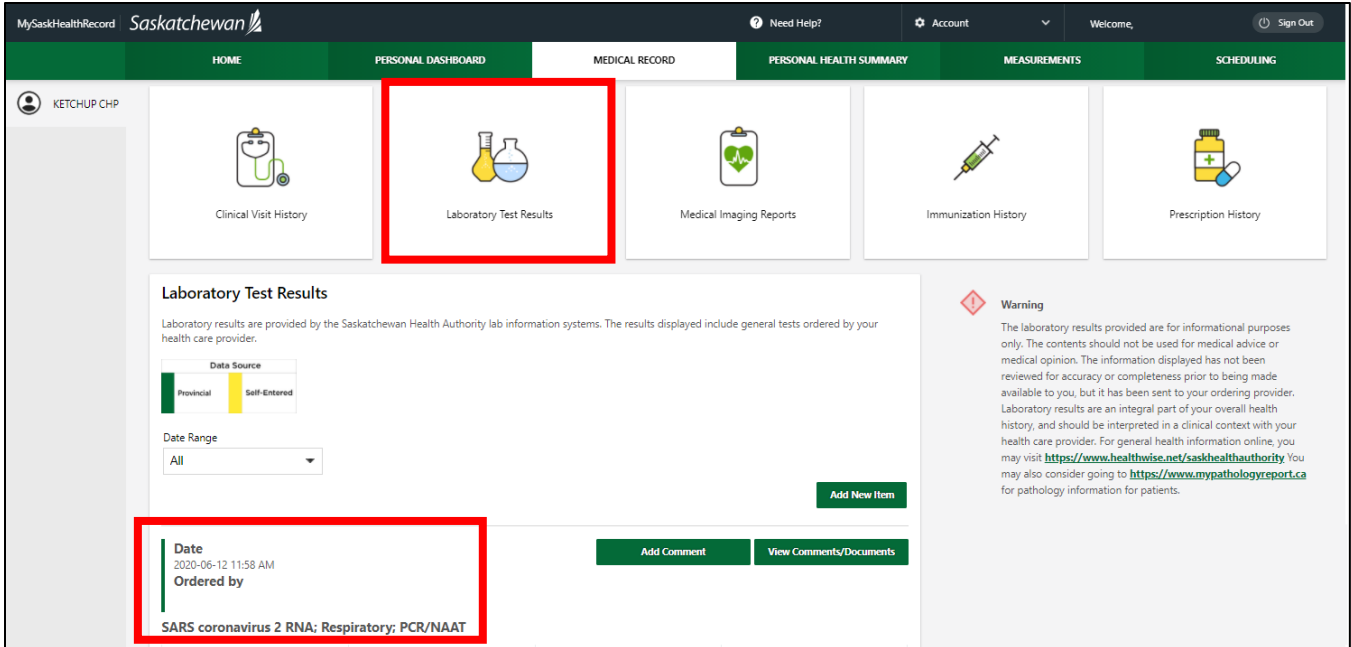 MySaskHealthRecord Saskatchewan Need Help? Account Welcome, Sign Out
HOME PERSONAL DASHBOARD MEDICAL RECORD PERSONAL HEALTH SUMMARY MEASUREMENTS SCHEDULING
KETCHUP CHP
Clinical Visit History Laboratory Test Results Medical Imaging Reports Immunization History Prescription History
Laboratory Test Results
Laboratory results are provided by the Saskatchewan Health Authority lab information systems. The results displayed include general tests ordered by your
health care provider.
Data Source
Provincial Self-Entered
Date Range
All
Add New Item
Date
2020-06-12 11:58 AM
Ordered by
Add Comment View Comments/Documents
SARS coronavirus 2 RNA; Respiratory; PCR/NAAT
Warning
The laboratory results provided are for informational purposes
only. The contents should not be used for medical advice or
medical opinion. The information displayed has not been
reviewed for accuracy or completeness prior to being made
available to you, but it has been sent to your ordering provider.
Laboratory results are an integral part of your overall health
history, and should be interpreted in a clinical context with your
health care provider. For general health information online, you
may visit https://www.healthwise.net/saskhealthauthority You
may also consider going to https://www.mypathologyreport.ca
for pathology information for patients.